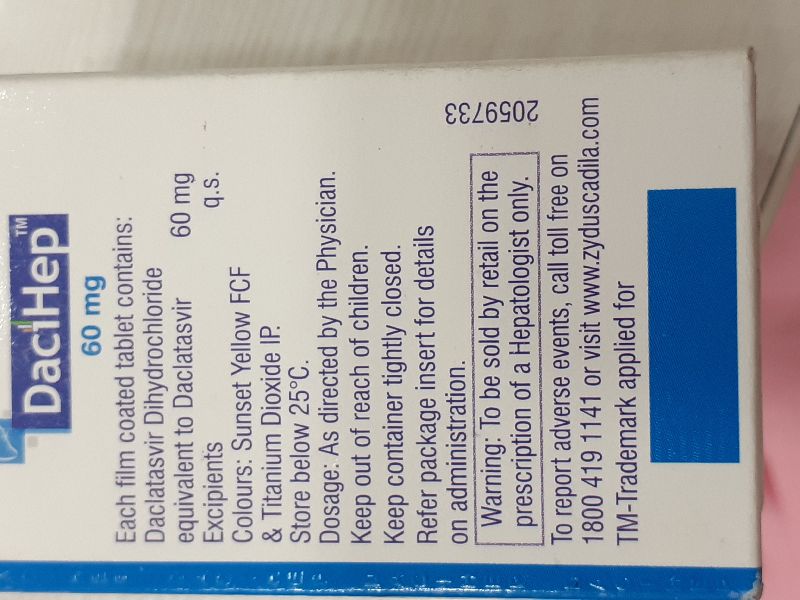 DaciHep™
60 mg
Each film coated tablet contains:
Daclatasvir Dihydrochloride
equivalent to Daclatasvir 60 mg
Excipients q.s.
Colours: Sunset Yellow FCF
& Titanium Dioxide IP.
Store below 25°C.
Dosage: As directed by the Physician.
Keep out of reach of children.
Keep container tightly closed.
Refer package insert for details
on administration.
2059733
Warning: To be sold by retail on the
prescription of a Hepatologist only.
To report adverse events, call toll free on
1800 419 1141 or visit www.zyduscadila.com
TM-Trademark applied for